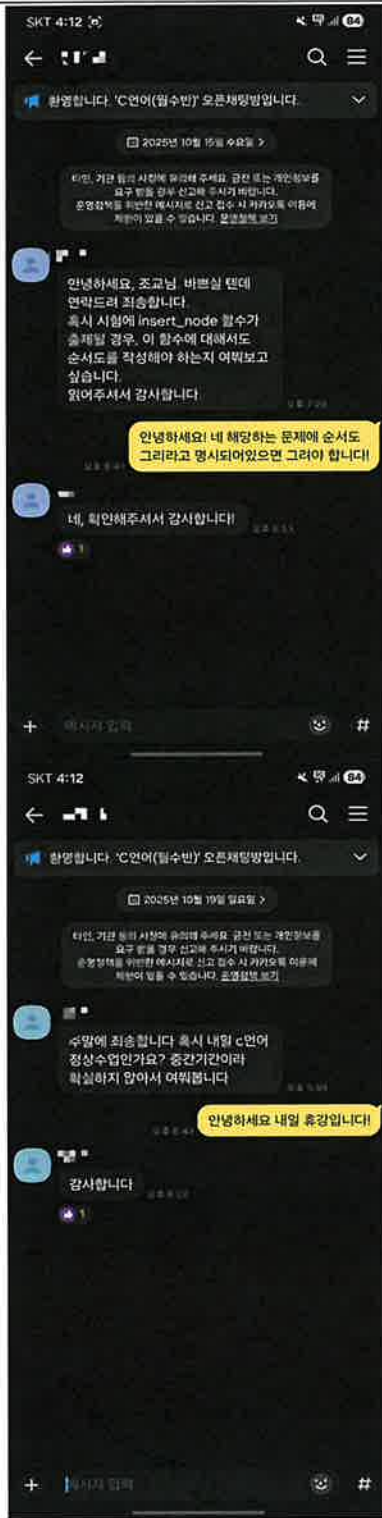 SKT 4:12
84
환영합니다. 'C언어(월수반)' 오픈채팅방입니다.
2025년 10월 15일 수요일 >
타인, 기관 등의 사칭에 유의해 주세요. 금전 또는 개인정보를
요구 받을 경우 신고해 주시기 바랍니다.
운영정책을 위반한 메시지로 신고 접수 시 카카오톡 이용에
제한이 있을 수 있습니다. 운영정책 보기
안녕하세요, 조교님. 바쁘실 텐데
연락드려 죄송합니다
혹시 시험에 insert_node 함수가
출제될 경우, 이 함수에 대해서도
순서도를 작성해야 하는지 여쭤보고
싶습니다.
읽어주셔서 감사합니다
안녕하세요! 네 해당하는 문제에 순서도
그리라고 명시되어있으면 그려야 합니다!
네, 확인해주셔서 감사합니다!
1
메시지 입력
#
SKT 4:12
84
환영합니다. 'C언어(월수반)' 오픈채팅방입니다.
2025년 10월 19일 일요일 >
타인, 기관 등의 사칭에 유의해 주세요. 금전 또는 개인정보를
요구 받을 경우 신고해 주시기 바랍니다.
운영정책을 위반한 메시지로 신고 접수 시 카카오톡 이용에
제한이 있을 수 있습니다. 운영정책 보기
주말에 죄송합니다 혹시 내일 c언어
정상수업인가요? 중간기간이라
확실하지 않아서 여쭤봅니다
안녕하세요 내일 휴강입니다!
감사합니다
1
메시지 입력
#